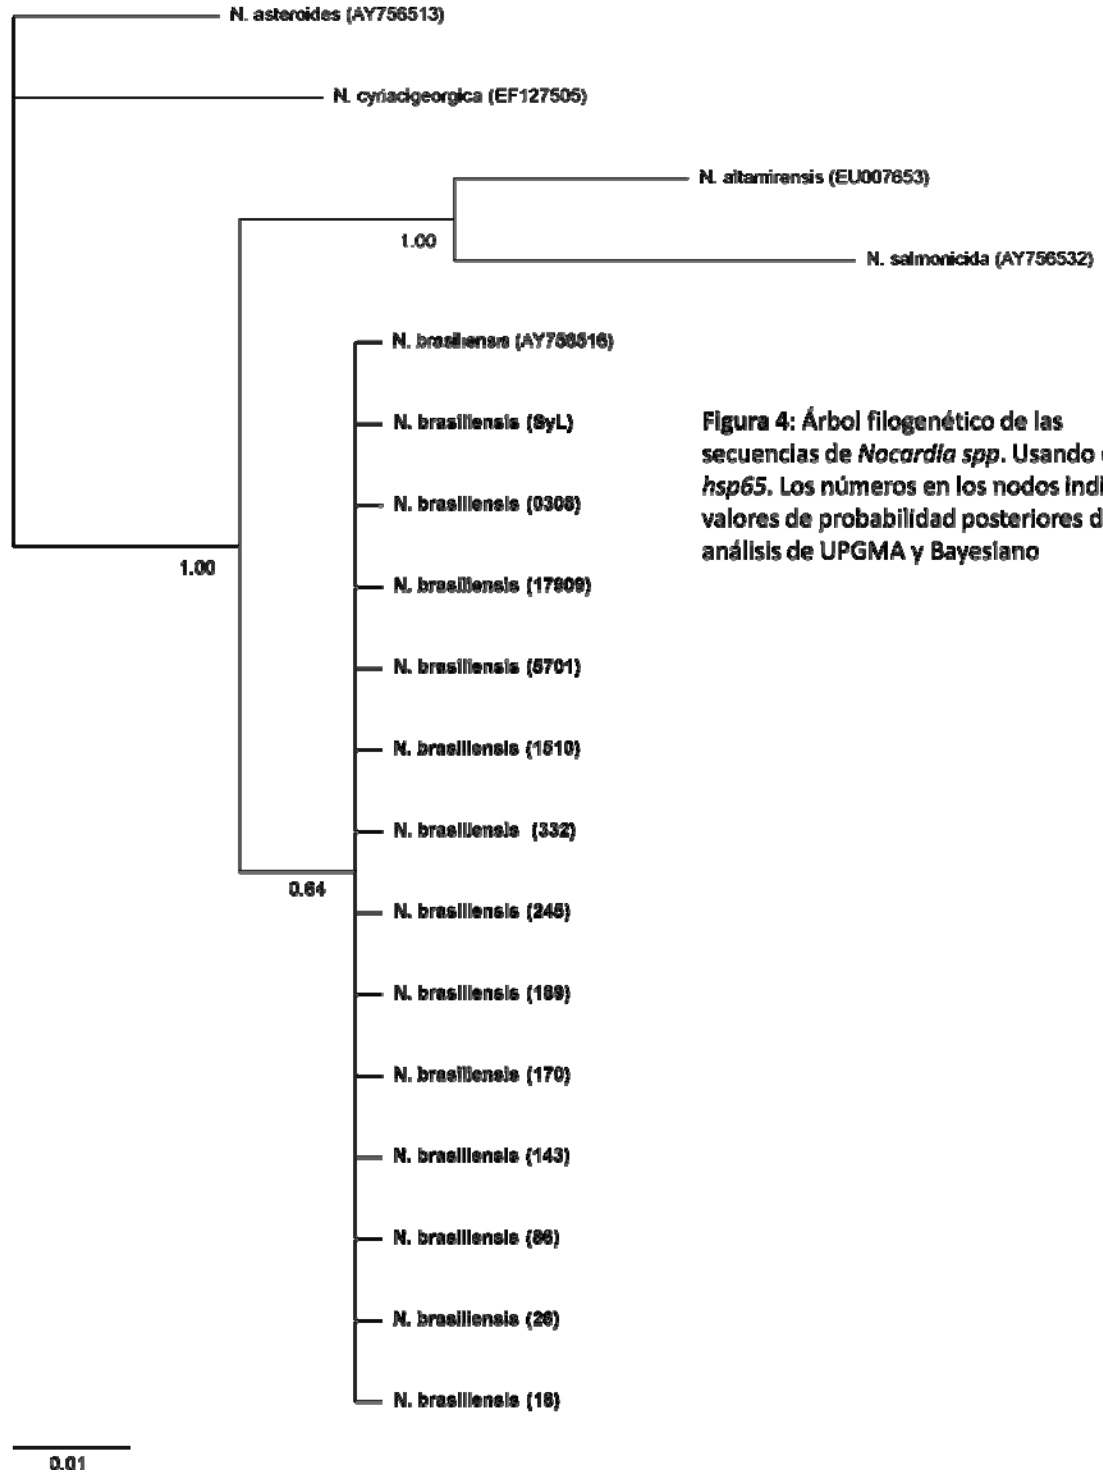 N. asteroides (AY756513)
N. cyriacigeorgica (EF127505)
N. altamirensis (EU007653)
1.00
N. salmonicida (AY756532)
N. brasiliensis (AY756516)
N. brasiliensis (SyL)
Figura 4: Árbol filogenético de las
secuencias de Nocardia spp. Usando
hsp65. Los números en los nodos indi
valores de probabilidad posteriores d
análisis de UPGMA y Bayesiano
N. brasiliensis (0308)
1.00
N. brasiliensis (17909)
N. brasiliensis (5701)
N. brasiliensis (1510)
N. brasiliensis (332)
0.64
N. brasiliensis (245)
N. brasiliensis (169)
N. brasiliensis (170)
N. brasiliensis (143)
N. brasiliensis (86)
N. brasiliensis (26)
N. brasiliensis (16)
0.01